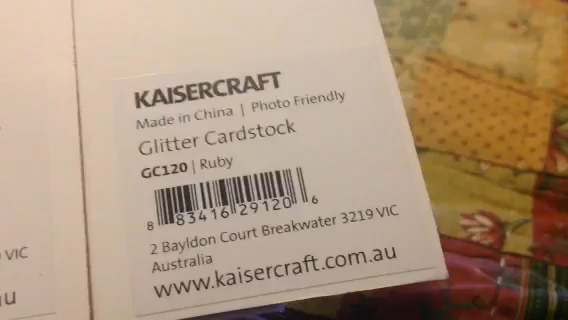 KAISERCRAFT
Made in China | Photo Friendly
Glitter Cardstock
GC120 | Ruby
8 83416 29120 6
2 Bayldon Court Breakwater 3219 VIC
Australia
www.kaisercraft.com.au
VIC
u